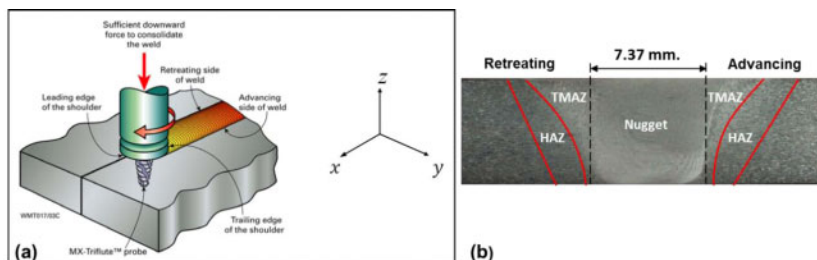 Sufficient downward
force to consolidate
the weld
Retreating side
of weld
Advancing
side of weld
Leading edge
of the shoulder
Trailing edge
of the shoulder
WMT017/03C
MX-Triflute™ probe
(a)
z
x
y
7.37 mm.
Retreating
Advancing
TMAZ
TMAZ
Nugget
HAZ
HAZ
(b)